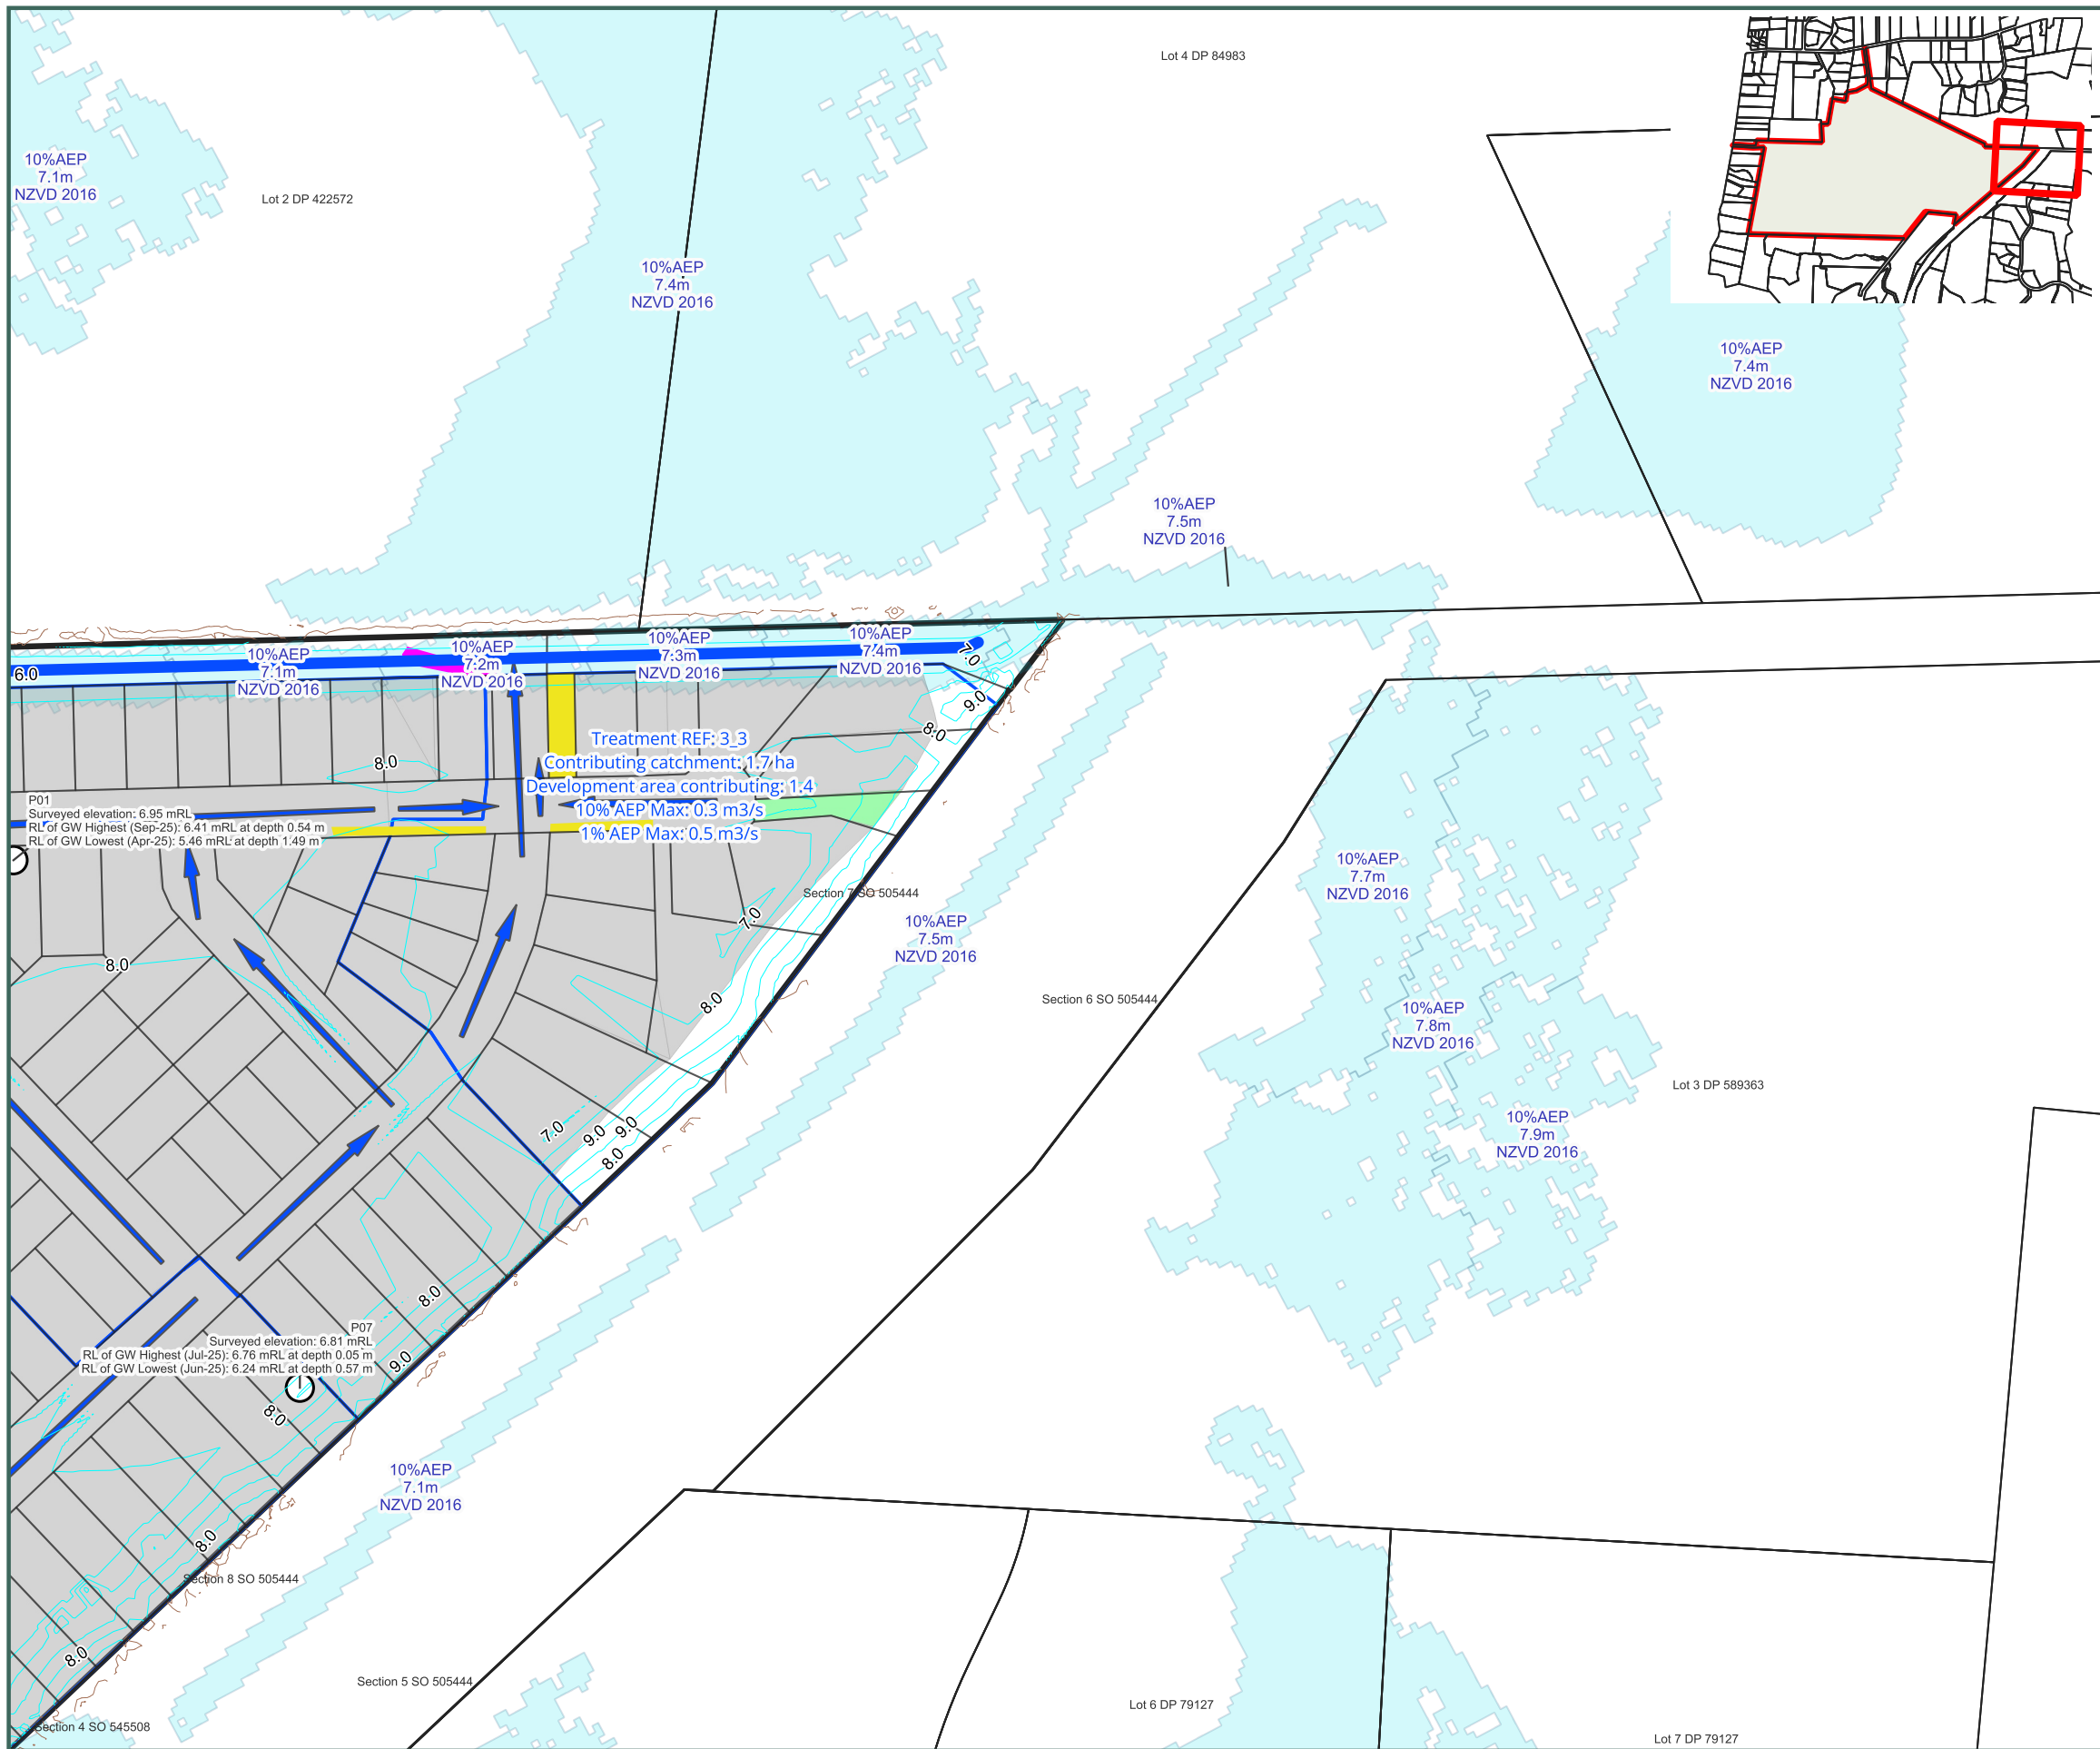 Lot 4 DP 84983
10%AEP
7.1m
NZVD 2016
Lot 2 DP 422572
10%AEP
7.4m
NZVD 2016
10%AEP
7.4m
NZVD 2016
10%AEP
7.5m
NZVD 2016
10%AEP
7.1m
NZVD 2016
10%AEP
7.2m
NZVD 2016
10%AEP
7.3m
NZVD 2016
10%AEP
7.4m
NZVD 2016
7.0
6.0
9.0
8.0
Treatment REF: 3_3
Contributing catchment: 1.7 ha
Development area contributing: 1.4
10% AEP Max: 0.3 m3/s
1% AEP Max: 0.5 m3/s
8.0
P01
Surveyed elevation: 6.95 mRL
RL of GW Highest (Sep-25): 6.41 mRL at depth 0.54 m
RL of GW Lowest (Apr-25): 5.46 mRL at depth 1.49 m
10%AEP
7.7m
NZVD 2016
Section 7 SO 505444
7.0
10%AEP
7.5m
NZVD 2016
8.0
8.0
Section 6 SO 505444
10%AEP
7.8m
NZVD 2016
Lot 3 DP 589363
7.0
9.0
9.0
8.0
10%AEP
7.9m
NZVD 2016
8.0
P07
Surveyed elevation: 6.81 mRL
RL of GW Highest (Jul-25): 6.76 mRL at depth 0.05 m
RL of GW Lowest (Jun-25): 6.24 mRL at depth 0.57 m
9.0
8.0
10%AEP
7.1m
NZVD 2016
8.0
Section 8 SO 505444
8.0
Section 5 SO 505444
Lot 6 DP 79127
Section 4 SO 545508
Lot 7 DP 79127